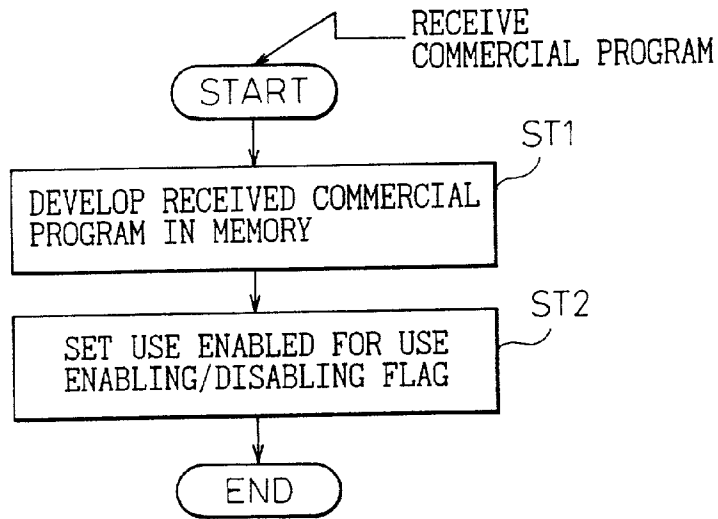 RECEIVE
COMMERCIAL PROGRAM
START
ST1
DEVELOP RECEIVED COMMERCIAL
PROGRAM IN MEMORY
ST2
SET USE ENABLED FOR USE
ENABLING/DISABLING FLAG
END